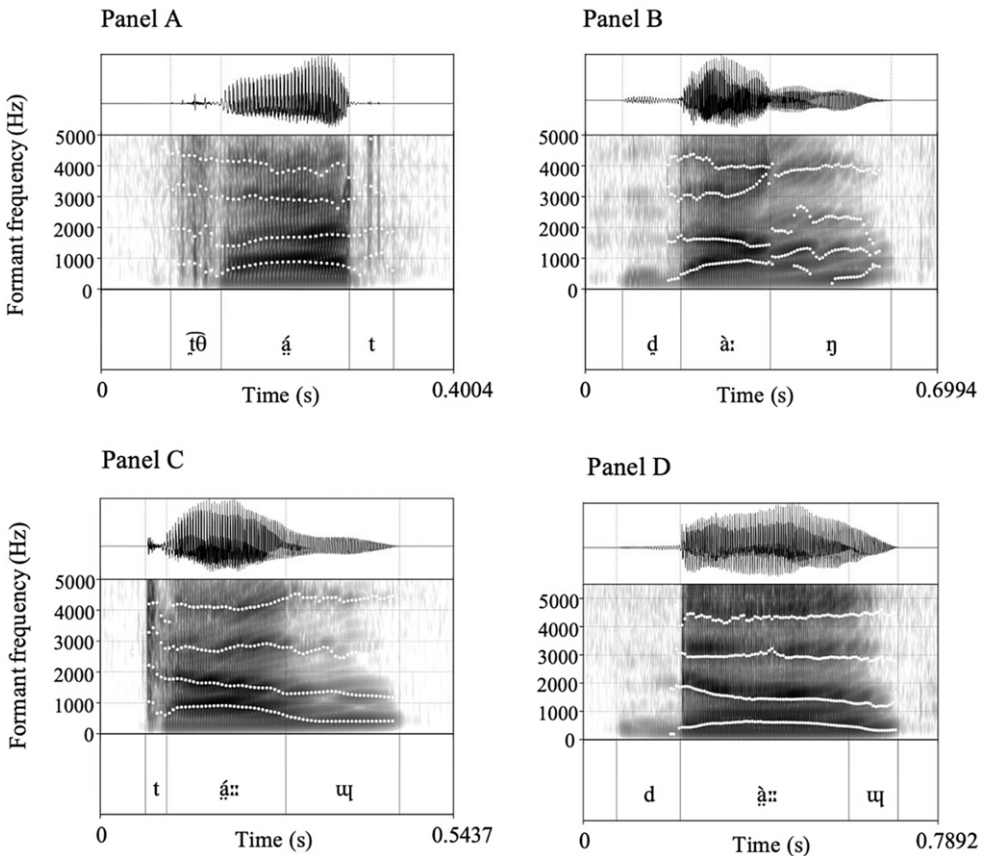 Panel A
Formant frequency (Hz)
5000
4000
3000
2000
1000
0
t̪͡θ á̤ t
0 Time (s) 0.4004
Panel B
5000
4000
3000
2000
1000
0
d̪ àː ŋ
0 Time (s) 0.6994
Panel C
Formant frequency (Hz)
5000
4000
3000
2000
1000
0
t á̤ːː ɰ
0 Time (s) 0.5437
Panel D
5000
4000
3000
2000
1000
0
d à̤ːː ɰ
0 Time (s) 0.7892